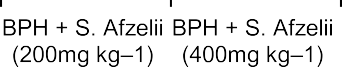 BPH + S. Afzelii BPH + S. Afzelii
(200mg kg–1) (400mg kg–1)